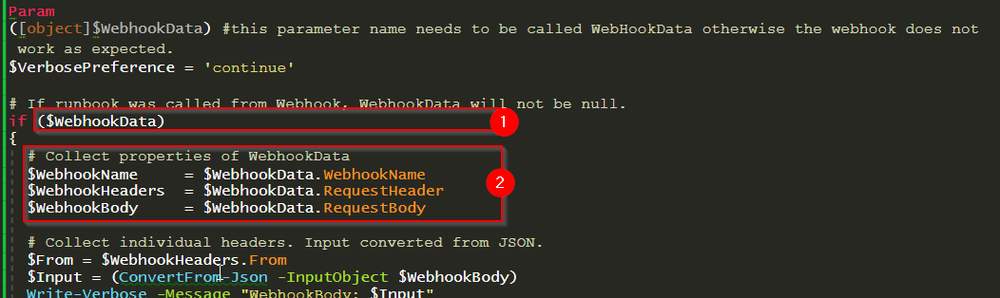 Param
([object]$WebhookData) #this parameter name needs to be called WebHookData otherwise the webhook does not
work as expected.
$VerbosePreference = 'continue'
# If runbook was called from Webhook, WebhookData will not be null.
if ($WebhookData) 1
{
# Collect properties of WebhookData
$WebhookName = $WebhookData.WebhookName
$WebhookHeaders = $WebhookData.RequestHeader
$WebhookBody = $WebhookData.RequestBody
2
# Collect individual headers. Input converted from JSON.
$From = $WebhookHeaders.From
$Input = (ConvertFrom-Json -InputObject $WebhookBody)
Write-Verbose -Message "WebhookBody: $Input"